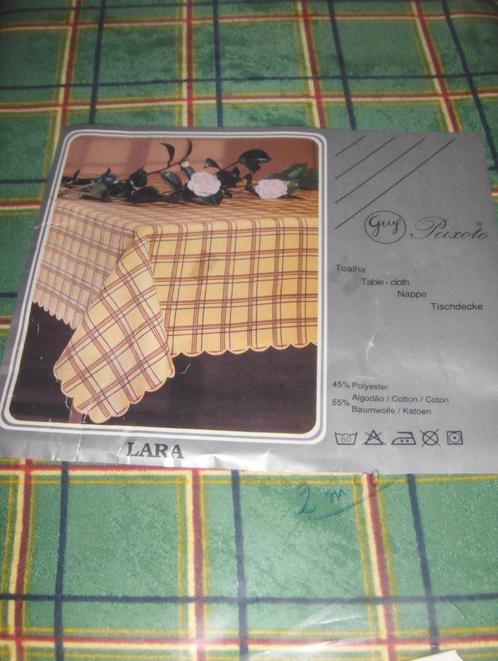 guy Peixoto ®
Toalha
Table-cloth
Nappe
Tischdecke
45% Polyester
55% Algodão / Cotton / Coton
Baumwolle / Katoen
60
LARA
2 m